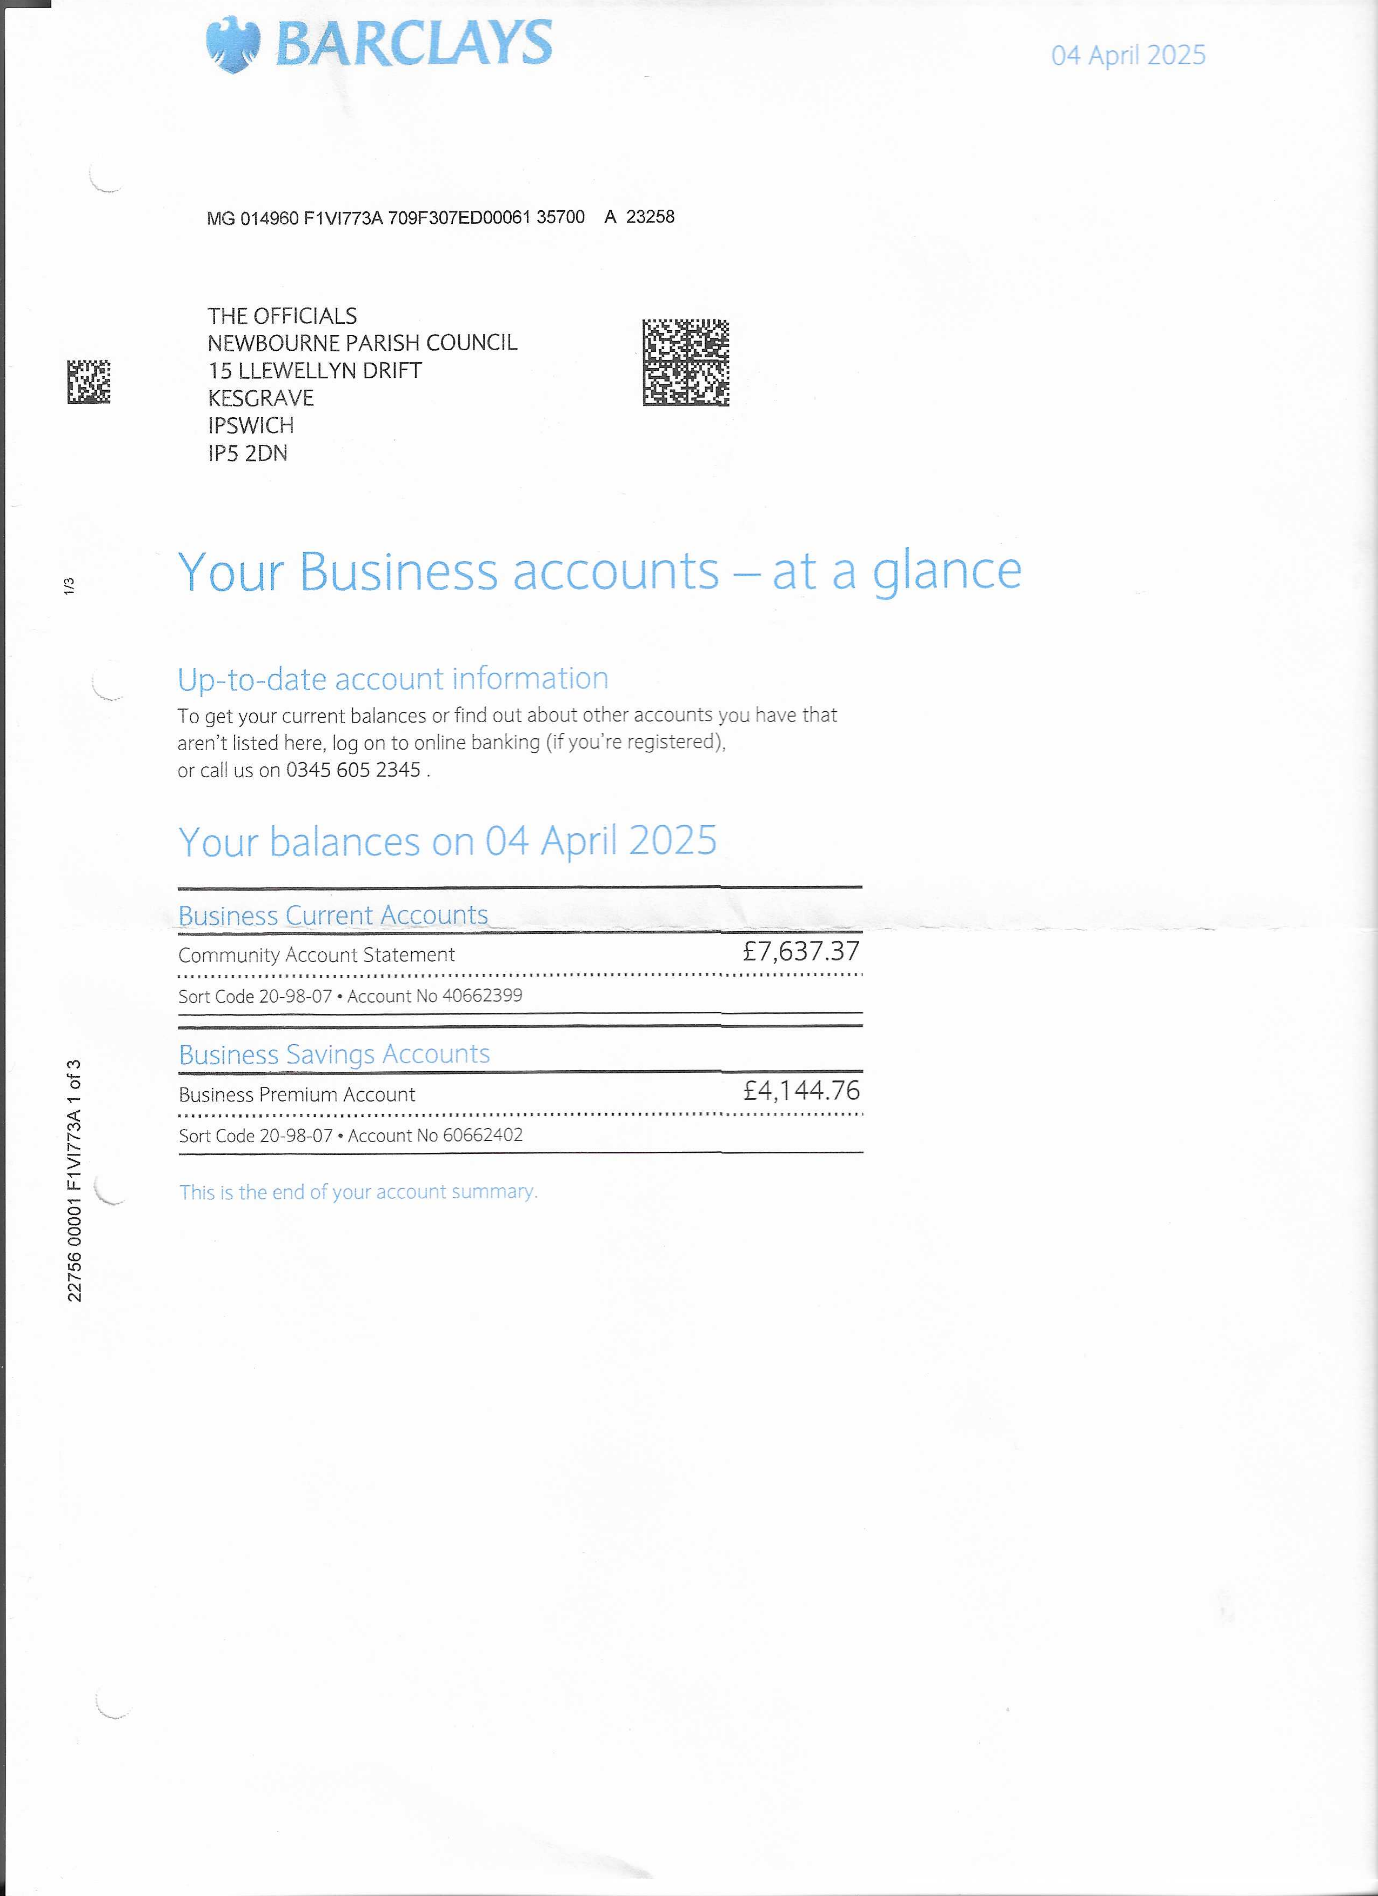 BARCLAYS
04 April 2025
MG 014960 F1VI773A 709F307ED00061 35700 A 23258
THE OFFICIALS
NEWBOURNE PARISH COUNCIL
15 LLEWELLYN DRIFT
KESGRAVE
IPSWICH
IP5 2DN
1/3
Your Business accounts – at a glance
Up-to-date account information
To get your current balances or find out about other accounts you have that
aren't listed here, log on to online banking (if you're registered),
or call us on 0345 605 2345 .
Your balances on 04 April 2025
Business Current Accounts
Community Account Statement £7,637.37
Sort Code 20-98-07 • Account No 40662399
Business Savings Accounts
Business Premium Account £4,144.76
Sort Code 20-98-07 • Account No 60662402
This is the end of your account summary.
22756 00001 F1VI773A 1 of 3